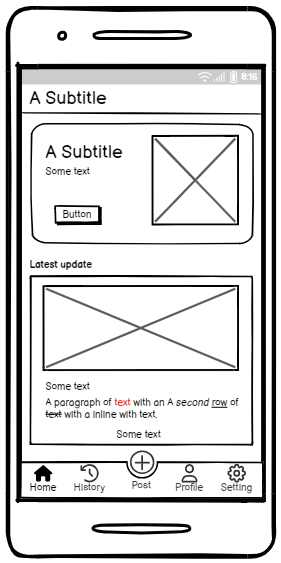 8:16
A Subtitle
A Subtitle
Some text
Button
Latest update
Some text
A paragraph of text with an A second row of
text with a inline with text.
Some text
Home History Post Profile Setting